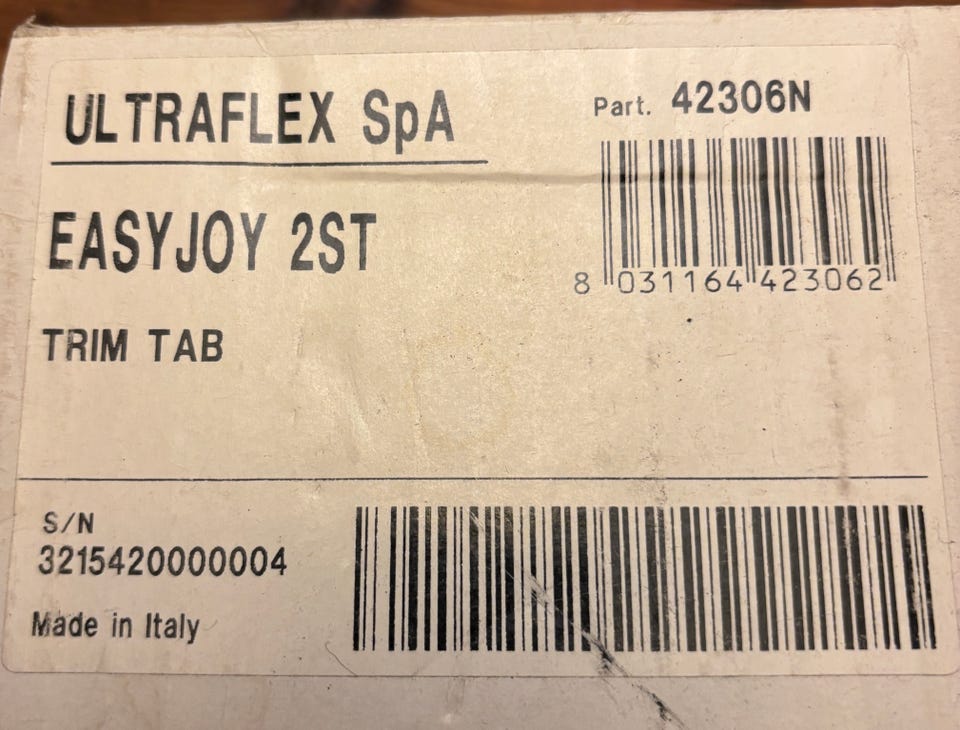 ULTRAFLEX SpA
Part. 42306N
8 031164 423062
EASYJOY 2ST
TRIM TAB
S/N
3215420000004
Made in Italy